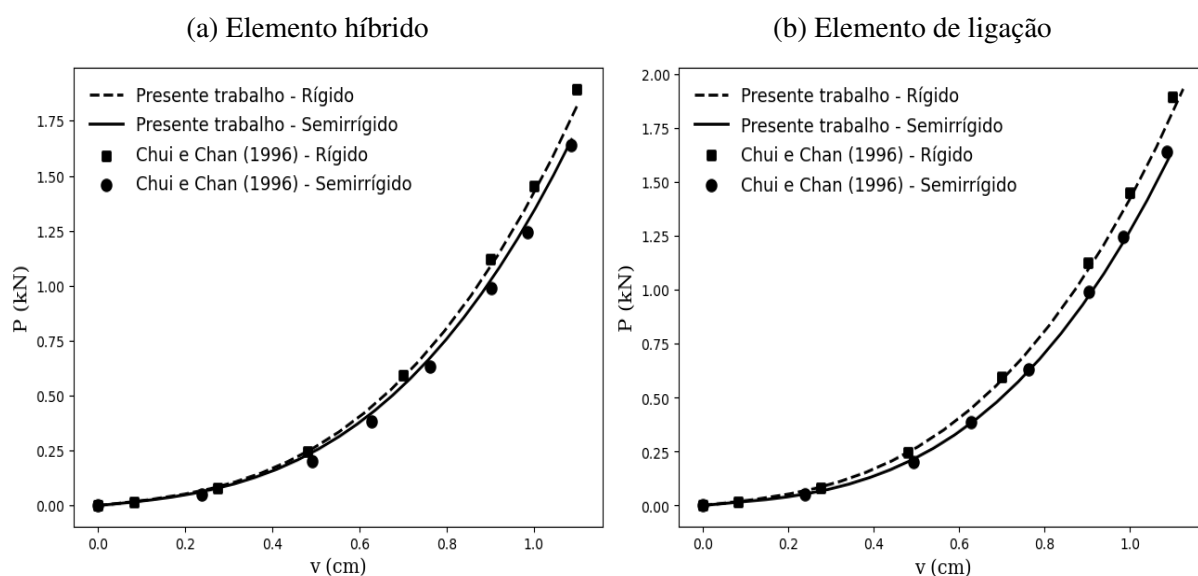 (a) Elemento híbrido
Presente trabalho - Rígido
Presente trabalho - Semirrígido
Chui e Chan (1996) - Rígido
Chui e Chan (1996) - Semirrígido
1.75
1.50
1.25
1.00
0.75
0.50
0.25
0.00
P (kN)
0.0 0.2 0.4 0.6 0.8 1.0
v (cm)
(b) Elemento de ligação
Presente trabalho - Rígido
Presente trabalho - Semirrígido
Chui e Chan (1996) - Rígido
Chui e Chan (1996) - Semirrígido
2.00
1.75
1.50
1.25
1.00
0.75
0.50
0.25
0.00
P (kN)
0.0 0.2 0.4 0.6 0.8 1.0
v (cm)